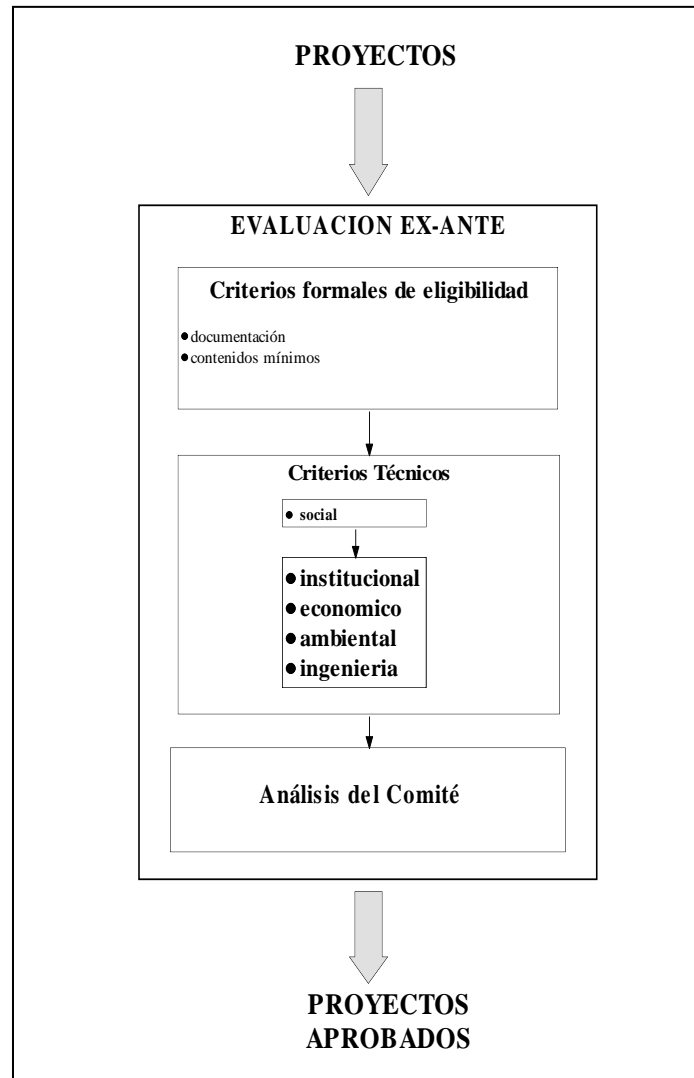 PROYECTOS
EVALUACION EX-ANTE
Criterios formales de eligibilidad
● documentación
● contenidos mínimos
Criterios Técnicos
● social
● institucional
● economico
● ambiental
● ingenieria
Análisis del Comité
PROYECTOS
APROBADOS